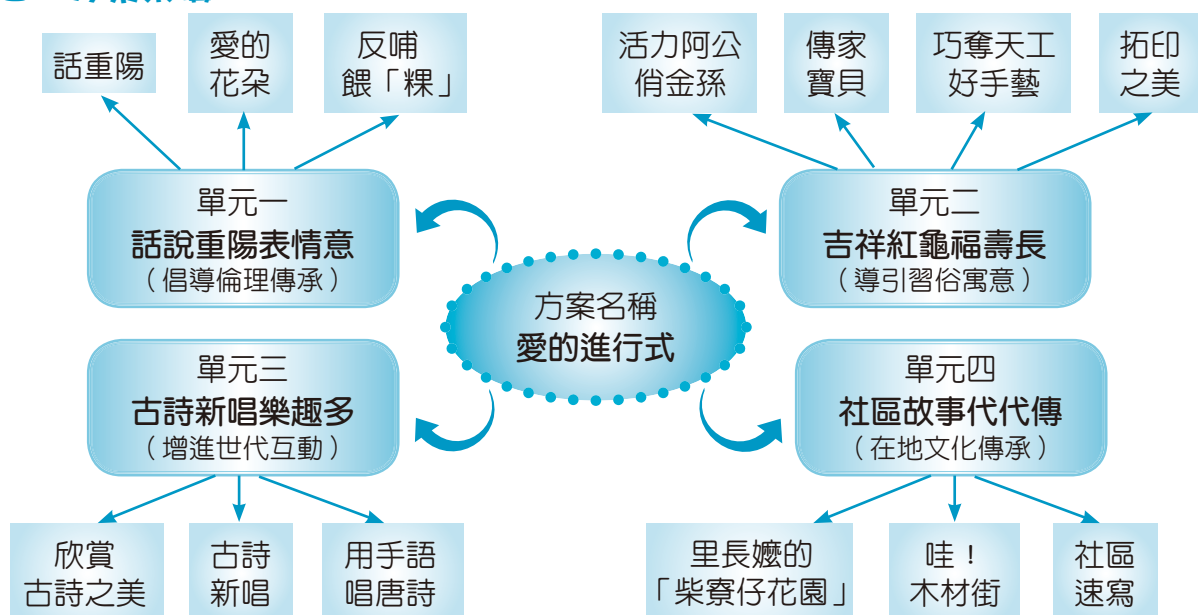 話重陽
愛的
花朵
反哺
餵「粿」
活力阿公
俏金孫
傳家
寶貝
巧奪天工
好手藝
拓印
之美
單元一
話說重陽表情意
（倡導倫理傳承）
單元二
吉祥紅龜福壽長
（導引習俗寓意）
方案名稱
愛的進行式
單元三
古詩新唱樂趣多
（增進世代互動）
單元四
社區故事代代傳
（在地文化傳承）
欣賞
古詩之美
古詩
新唱
用手語
唱唐詩
里長嬤的
「柴寮仔花園」
哇！
木材街
社區
速寫